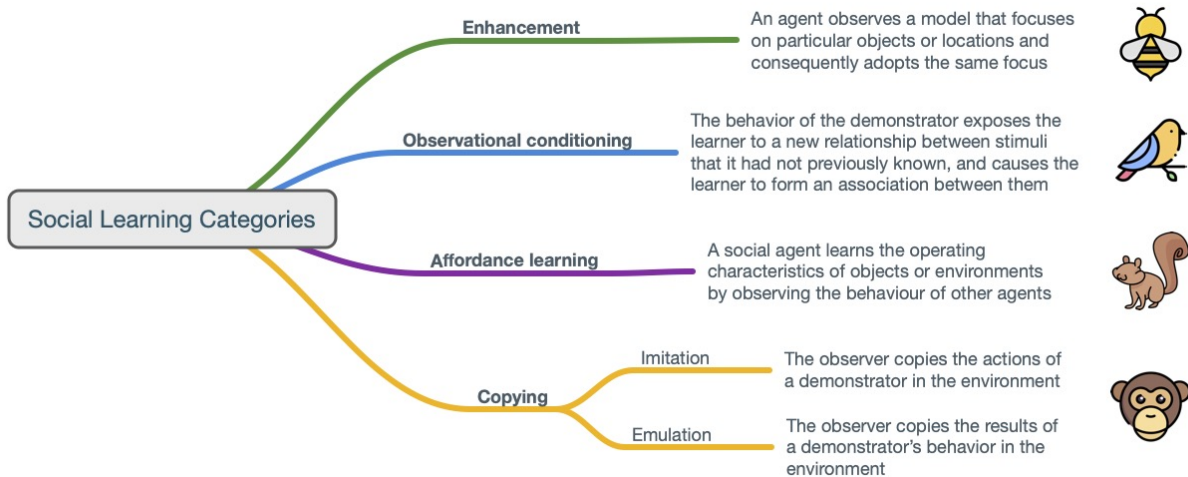 Enhancement
An agent observes a model that focuses
on particular objects or locations and
consequently adopts the same focus
Observational conditioning
The behavior of the demonstrator exposes the
learner to a new relationship between stimuli
that it had not previously known, and causes the
learner to form an association between them
Social Learning Categories
Affordance learning
A social agent learns the operating
characteristics of objects or environments
by observing the behaviour of other agents
Copying
Imitation
The observer copies the actions of
a demonstrator in the environment
Emulation
The observer copies the results of
a demonstrator's behavior in the
environment